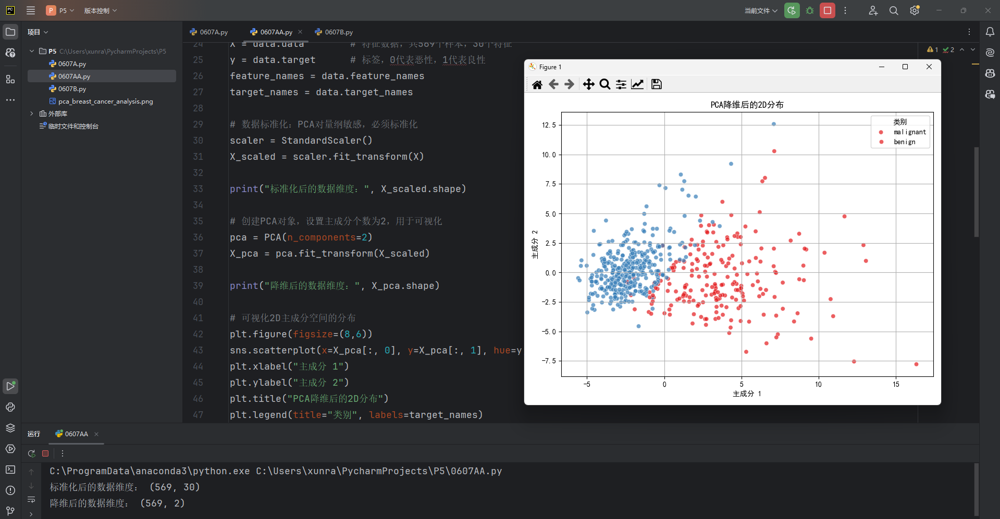 PC
P P5 版本控制 当前文件
项目
0607A.py 0607AA.py 0607B.py
P5 C:\Users\xunra\PycharmProjects\P5
0607A.py
0607AA.py
0607B.py
pca_breast_cancer_analysis.png
外部库
临时文件和控制台
1 2
24 X = data.data # 特征数据，共569个样本，30个特征
25 y = data.target # 标签，0代表恶性，1代表良性
26 feature_names = data.feature_names
27 target_names = data.target_names
28
29 # 数据标准化：PCA对量纲敏感，必须标准化
30 scaler = StandardScaler()
31 X_scaled = scaler.fit_transform(X)
32
33 print("标准化后的数据维度：", X_scaled.shape)
34
35 # 创建PCA对象，设置主成分个数为2，用于可视化
36 pca = PCA(n_components=2)
37 X_pca = pca.fit_transform(X_scaled)
38
39 print("降维后的数据维度：", X_pca.shape)
40
41 # 可视化2D主成分空间的分布
42 plt.figure(figsize=(8,6))
43 sns.scatterplot(x=X_pca[:, 0], y=X_pca[:, 1], hue=y
44 plt.xlabel("主成分 1")
45 plt.ylabel("主成分 2")
46 plt.title("PCA降维后的2D分布")
47 plt.legend(title="类别", labels=target_names)
Figure 1
PCA降维后的2D分布
类别
malignant
benign
12.5
10.0
7.5
5.0
2.5
0.0
−2.5
−5.0
−7.5
主成分 2
−5 0 5 10 15
主成分 1
运行 0607AA
C:\ProgramData\anaconda3\python.exe C:\Users\xunra\PycharmProjects\P5\0607AA.py
标准化后的数据维度： (569, 30)
降维后的数据维度： (569, 2)